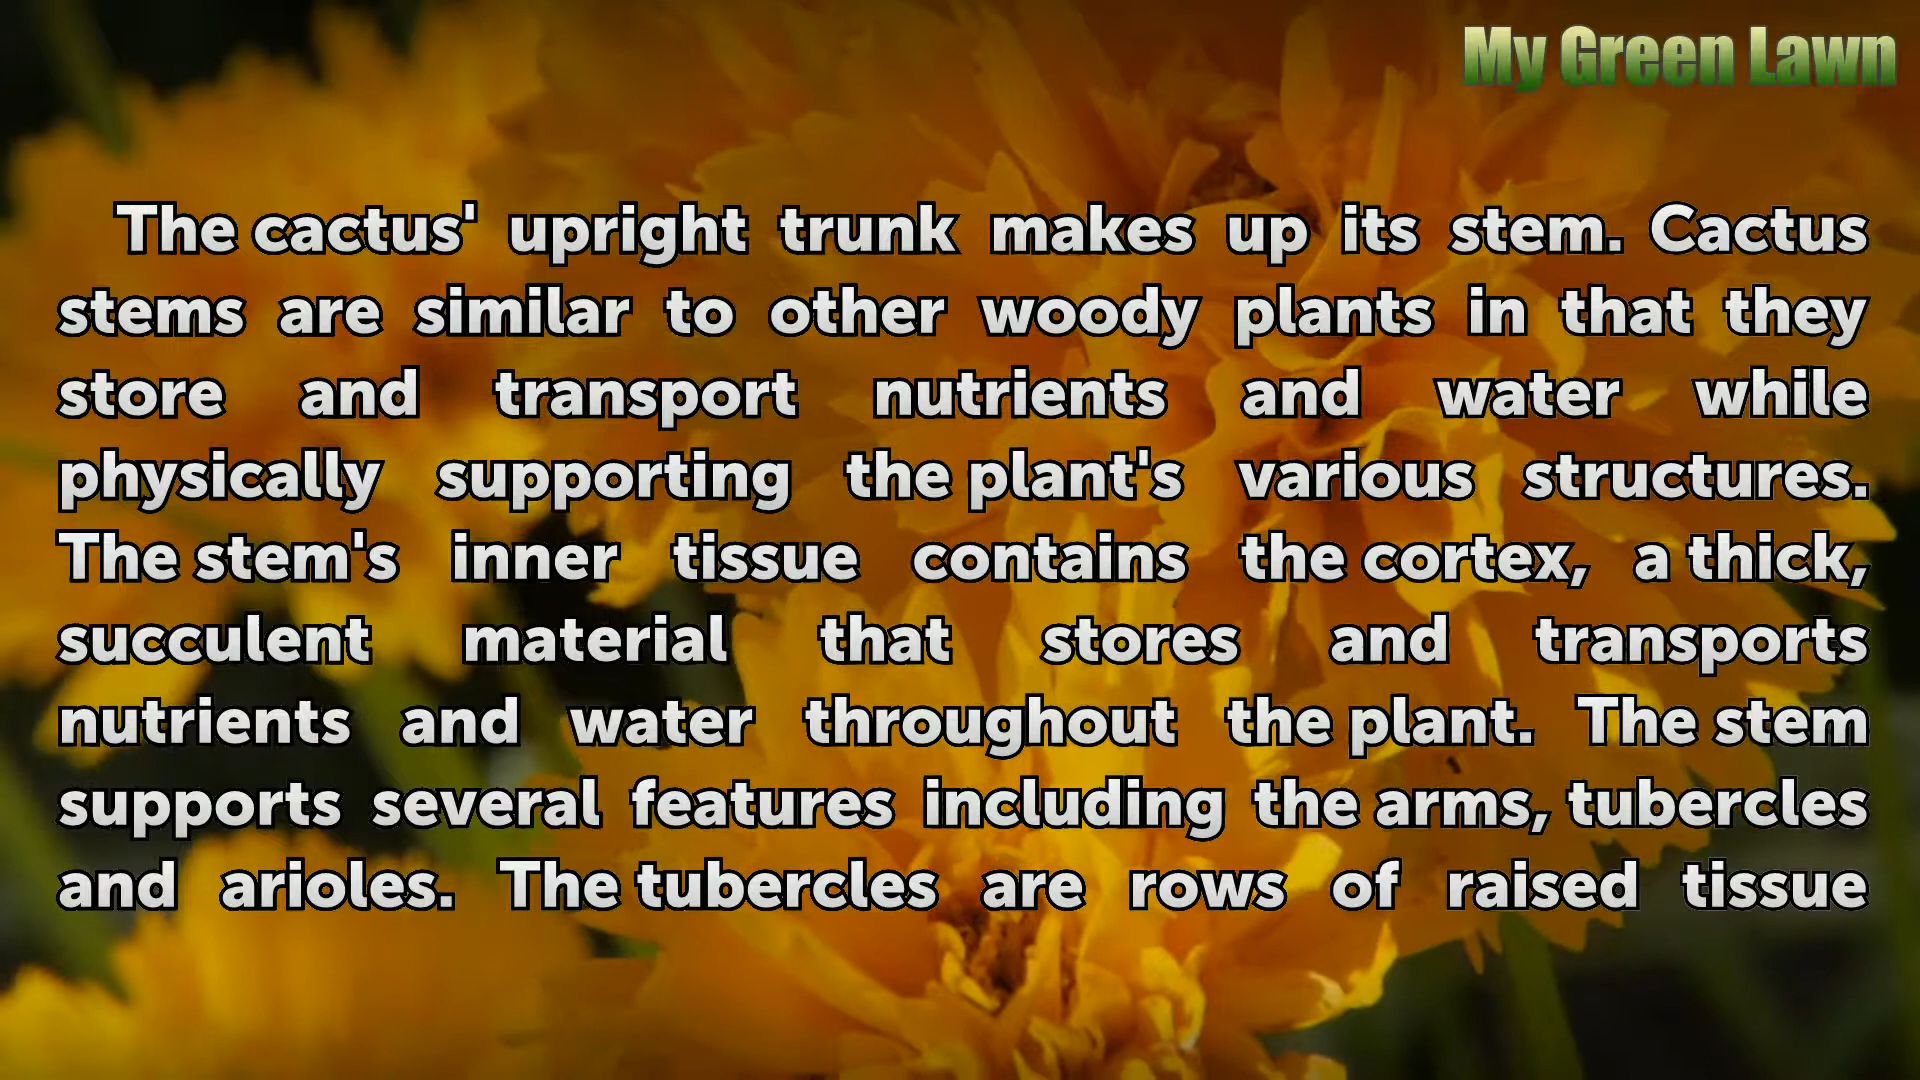 My Green Lawn
The cactus' upright trunk makes up its stem. Cactus
stems are similar to other woody plants in that they
store and transport nutrients and water while
physically supporting the plant's various structures.
The stem's inner tissue contains the cortex, a thick,
succulent material that stores and transports
nutrients and water throughout the plant. The stem
supports several features including the arms, tubercles
and arioles. The tubercles are rows of raised tissue